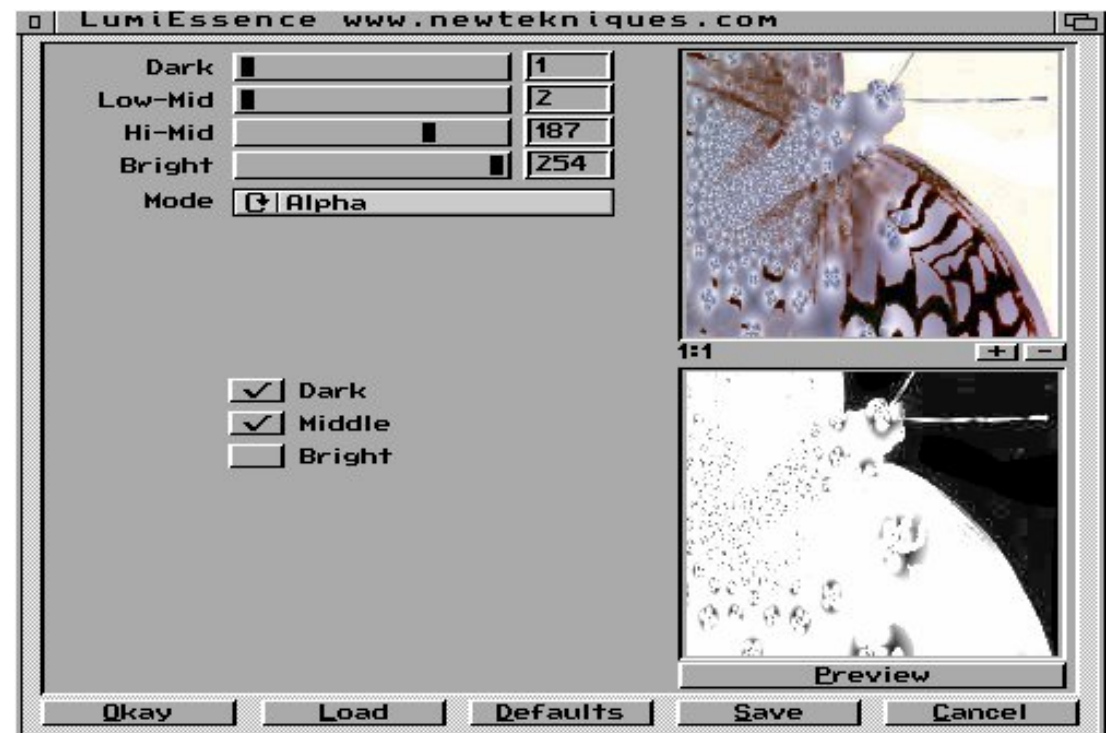 LumiEssence www.newtekniques.com
Dark 1
Low-Mid 2
Hi-Mid 187
Bright 254
Mode Alpha
1:1 + -
Dark
Middle
Bright
Preview
Okay Load Defaults Save Cancel